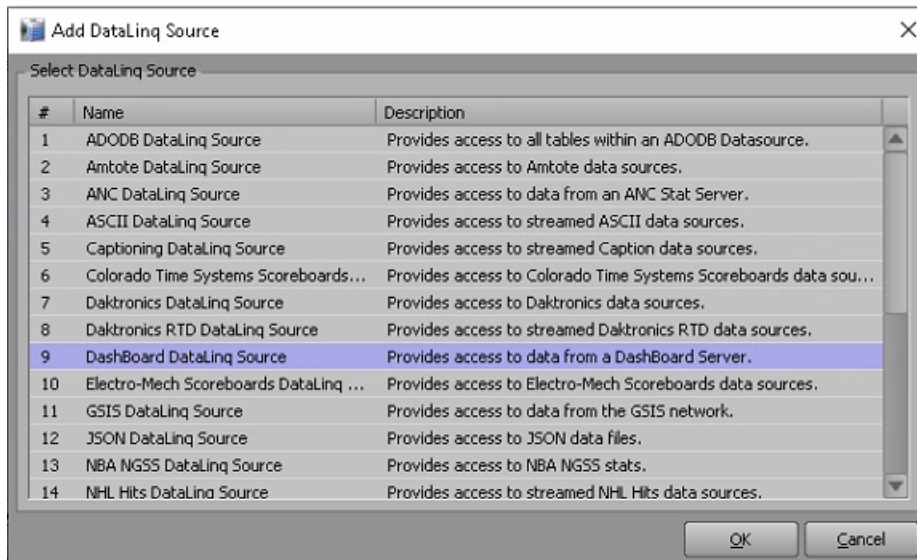 Add DataLinq Source
Select DataLinq Source
# Name Description
1 ADODB DataLinq Source Provides access to all tables within an ADODB Datasource.
2 Amtote DataLinq Source Provides access to Amtote data sources.
3 ANC DataLinq Source Provides access to data from an ANC Stat Server.
4 ASCII DataLinq Source Provides access to streamed ASCII data sources.
5 Captioning DataLinq Source Provides access to streamed Caption data sources.
6 Colorado Time Systems Scoreboards... Provides access to Colorado Time Systems Scoreboards data sou...
7 Daktronics DataLinq Source Provides access to Daktronics data sources.
8 Daktronics RTD DataLinq Source Provides access to streamed Daktronics RTD data sources.
9 DashBoard DataLinq Source Provides access to data from a DashBoard Server.
10 Electro-Mech Scoreboards DataLinq ... Provides access to Electro-Mech Scoreboards data sources.
11 GSIS DataLinq Source Provides access to data from the GSIS network.
12 JSON DataLinq Source Provides access to JSON data files.
13 NBA NGSS DataLinq Source Provides access to NBA NGSS stats.
14 NHL Hits DataLinq Source Provides access to streamed NHL Hits data sources.
OK Cancel